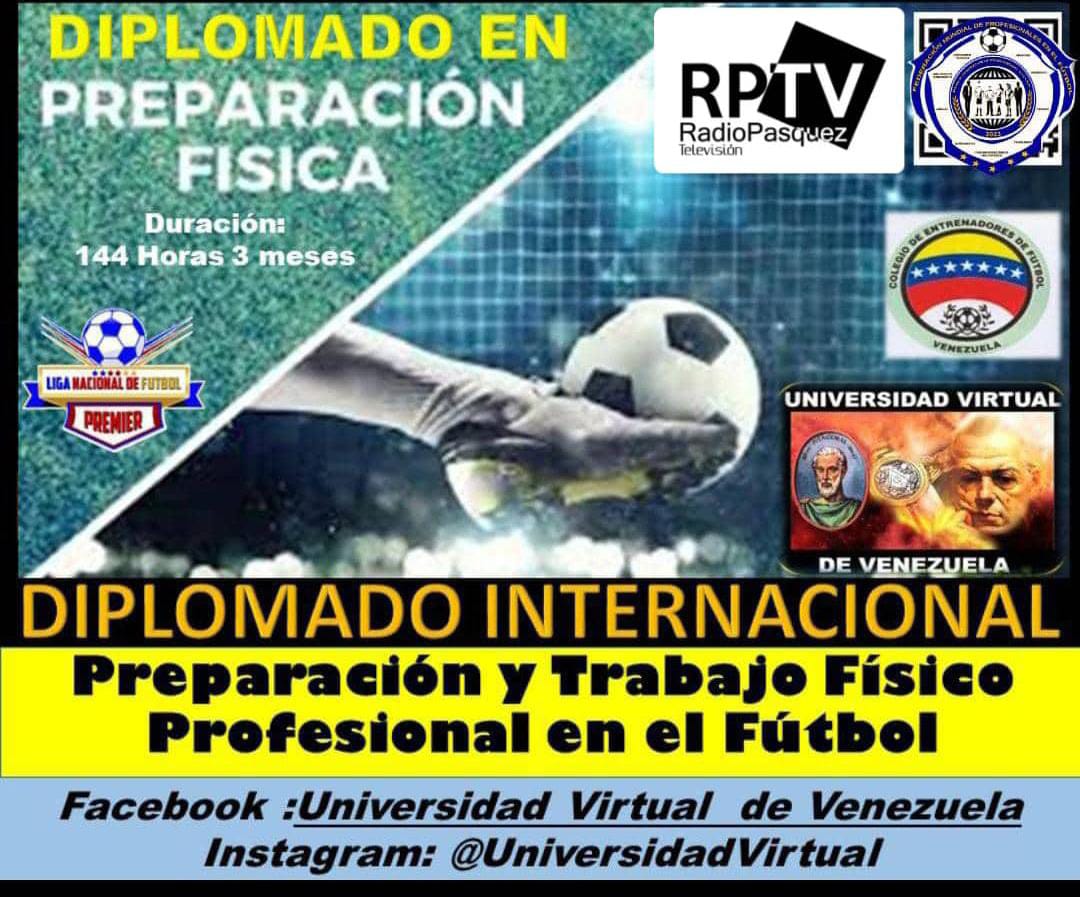 DIPLOMADO EN
PREPARACIÓN
FISICA
Duración:
144 Horas 3 meses
RPTV
RadioPasquez
Televisión
FEDERACIÓN MUNDIAL DE PROFESIONALES EN EL FÚTBOL
2021
COLEGIO DE ENTRENADORES DE FUTBOL
VENEZUELA
LIGA NACIONAL DE FUTBOL
PREMIER
UNIVERSIDAD VIRTUAL
DE VENEZUELA
DIPLOMADO INTERNACIONAL
Preparación y Trabajo Físico
Profesional en el Fútbol
Facebook :Universidad Virtual de Venezuela
Instagram: @UniversidadVirtual